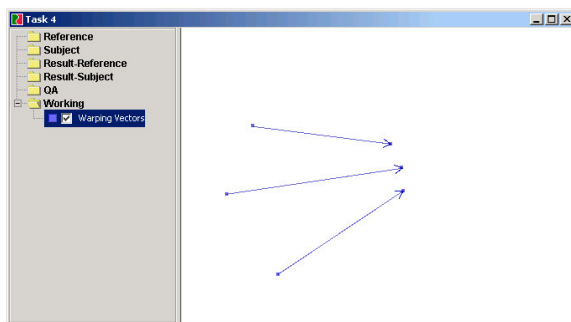 Task 4
Reference
Subject
Result-Reference
Result-Subject
QA
Working
Warping Vectors